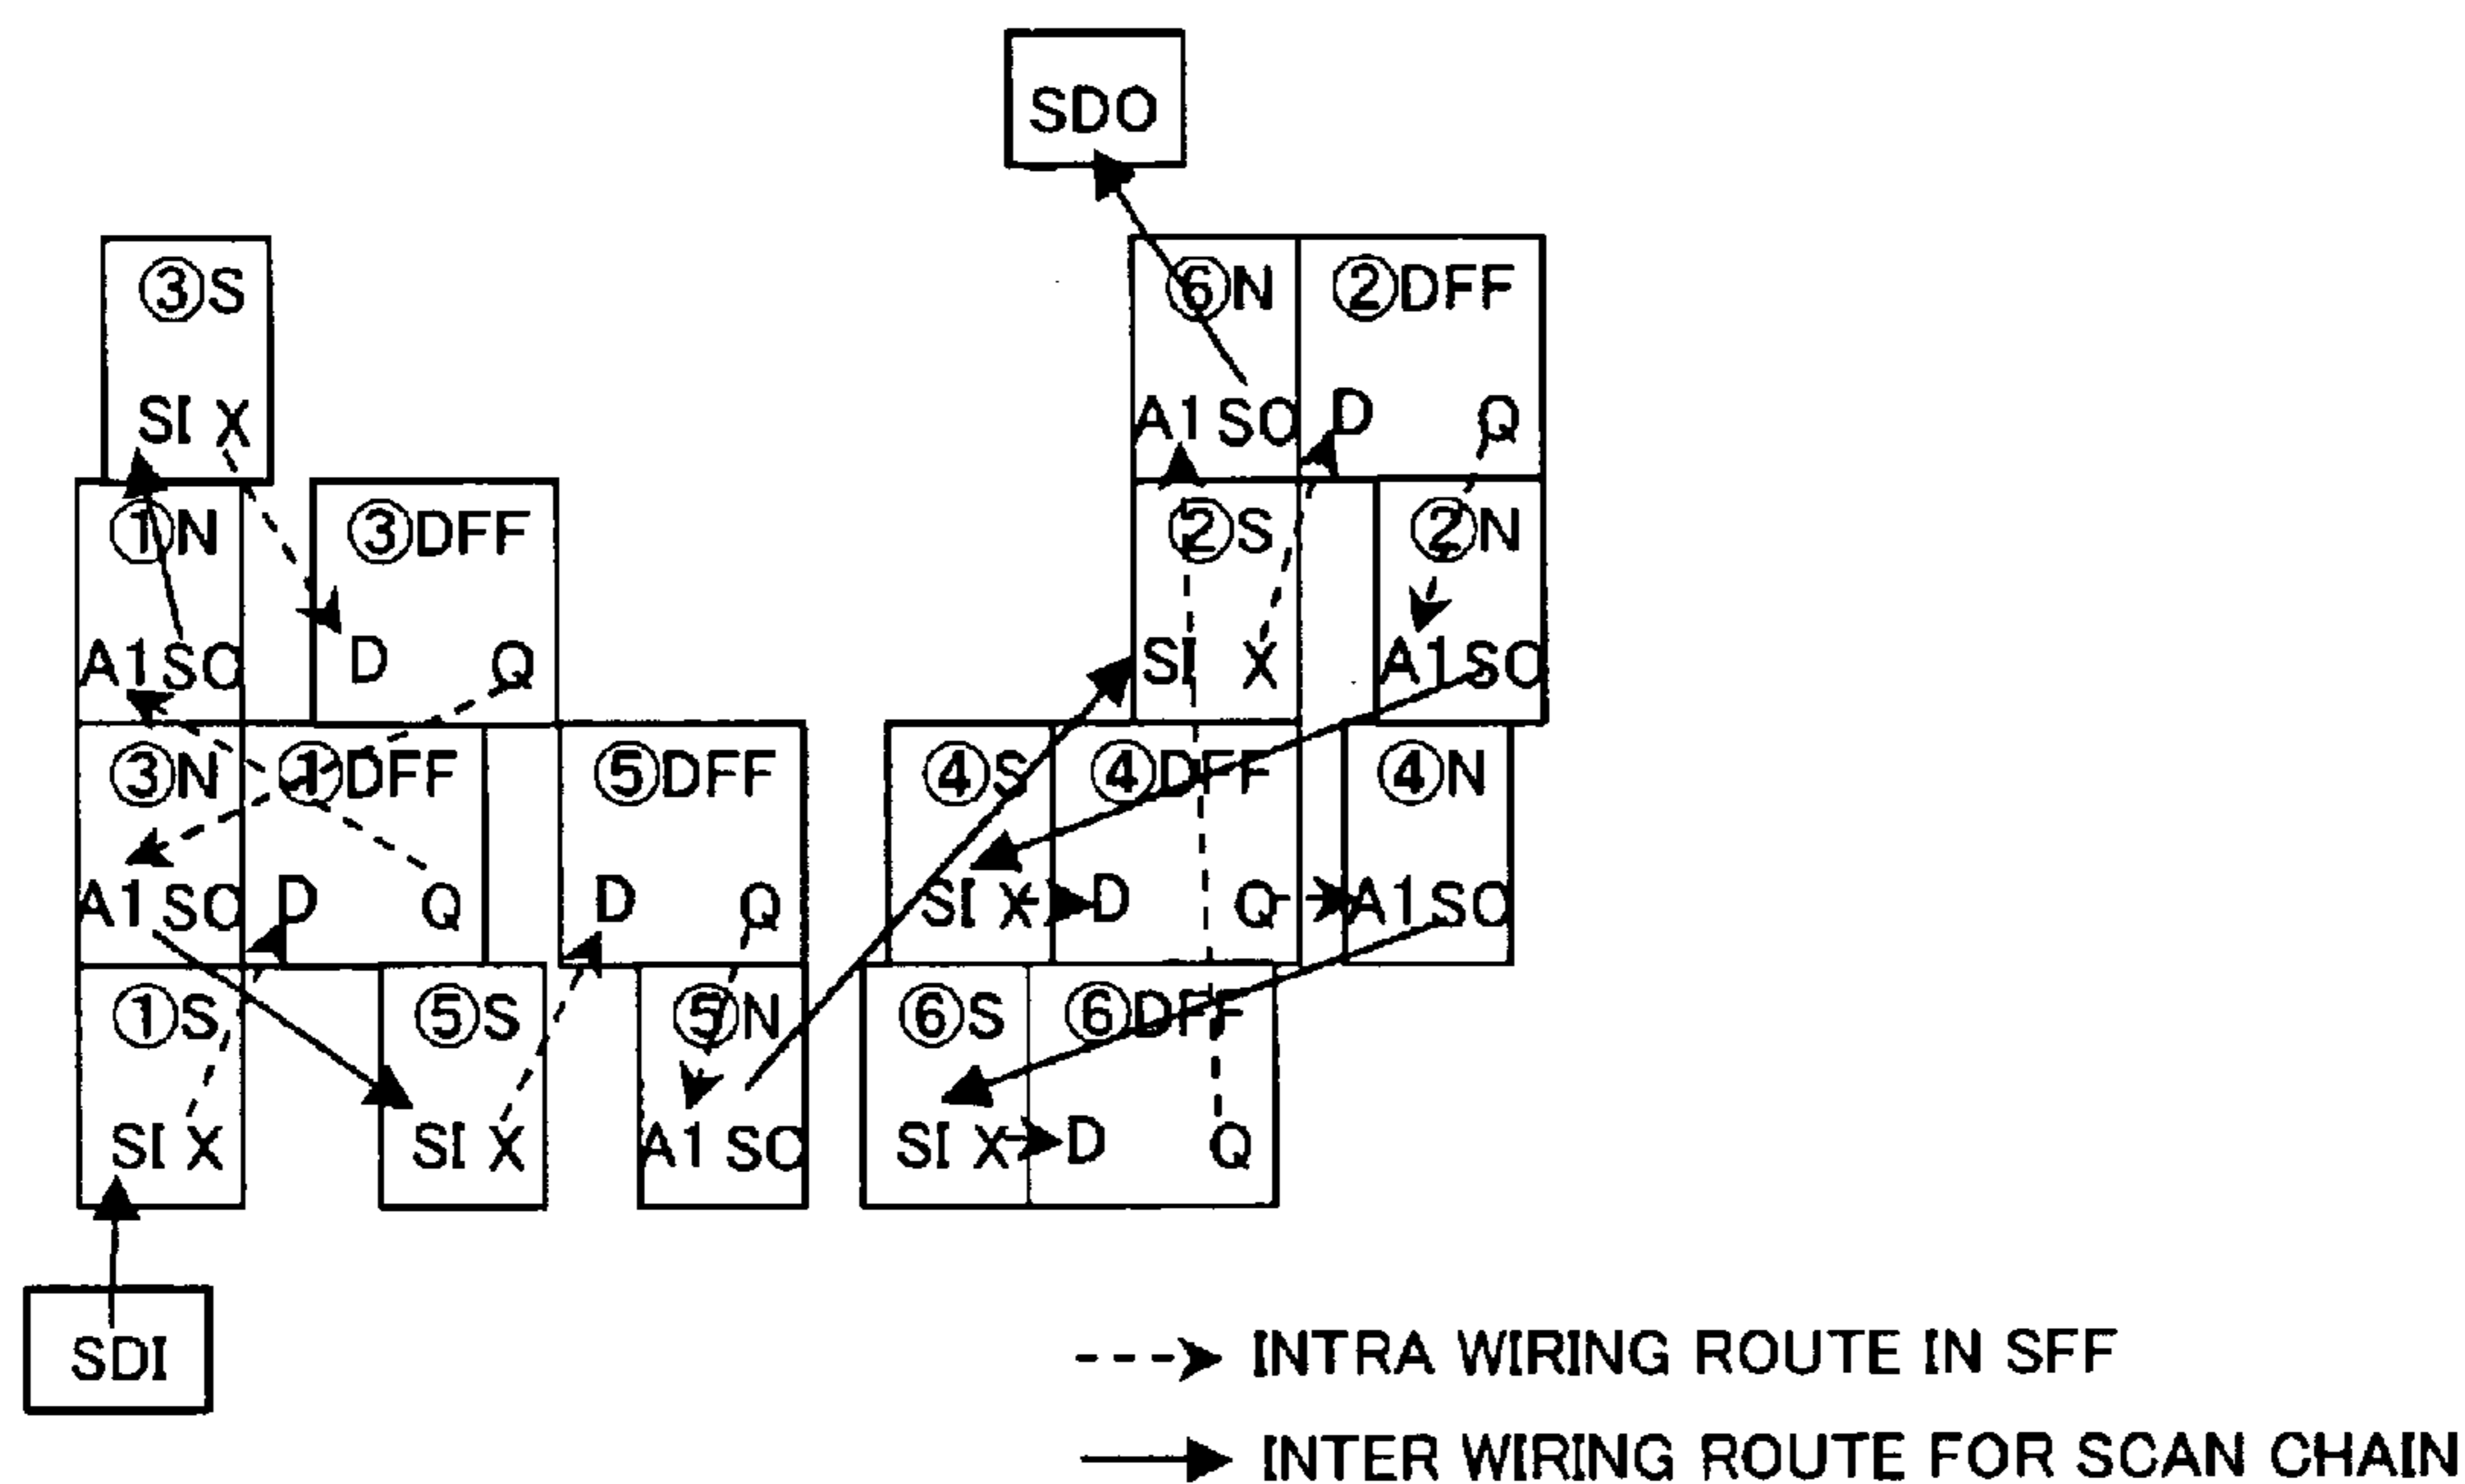 SDO
③S
SI X
⑥N
②DFF
A1 SO
D
Q
①N
③DFF
②S
②N
A1 SO
D
Q
SI X
A1 SO
③N
①DFF
⑤DFF
④S
④DFF
④N
A1 SO
D
Q
D
Q
SI X
D
Q
A1 SO
①S
⑤S
⑤N
⑥S
⑥DFF
SI X
SI X
A1 SO
SI X
D
Q
SDI
INTRA WIRING ROUTE IN SFF
INTER WIRING ROUTE FOR SCAN CHAIN